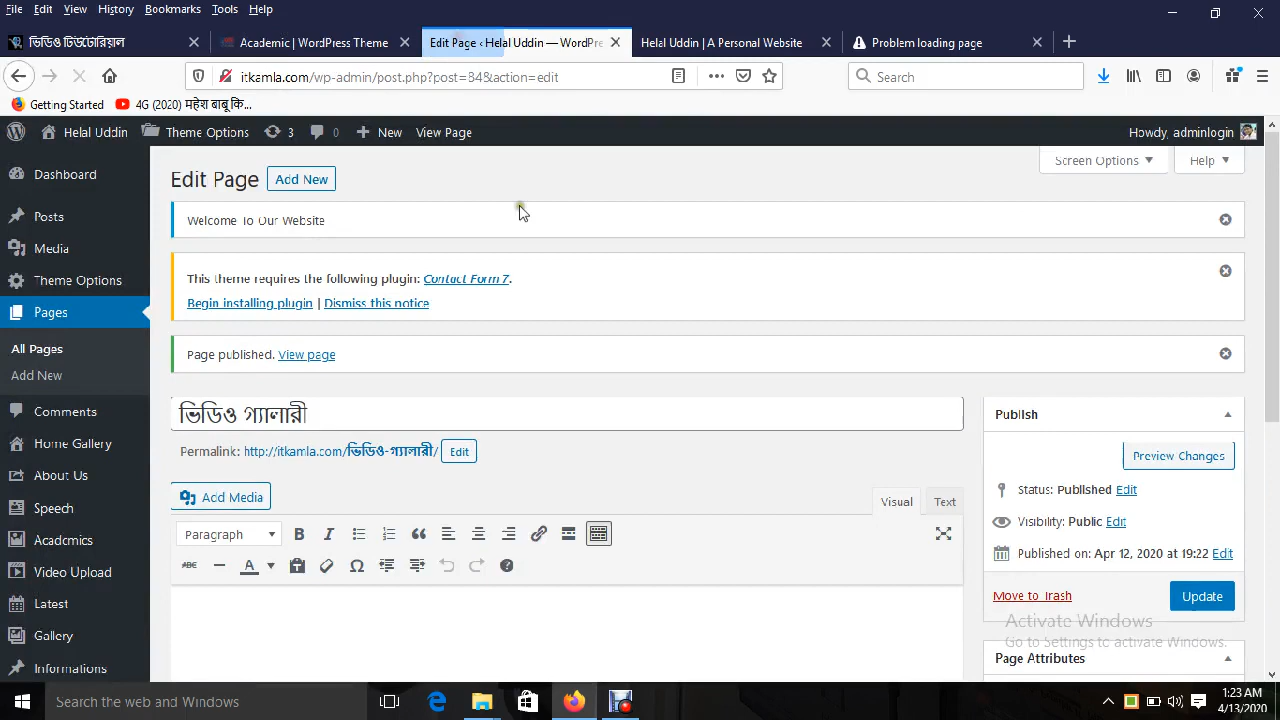 File Edit View History Bookmarks Tools Help
ভিডিও টিউটোরিয়াল
Academic | WordPress Theme
Edit Page ‹ Helal Uddin — WordPre
Helal Uddin | A Personal Website
Problem loading page
itkamla.com/wp-admin/post.php?post=84&action=edit
Search
Getting Started
4G (2020) महेश बाबू कि...
Helal Uddin
Theme Options
3
0
New
View Page
Howdy, adminlogin
Dashboard
Posts
Media
Theme Options
Pages
All Pages
Add New
Comments
Home Gallery
About Us
Speech
Acadmics
Video Upload
Latest
Gallery
Informations
Screen Options
Help
Edit Page
Add New
Welcome To Our Website
This theme requires the following plugin: Contact Form 7.
Begin installing plugin | Dismiss this notice
Page published. View page
ভিডিও গ্যালারী
Permalink: http://itkamla.com/ভিডিও-গ্যালারী/ Edit
Add Media
Visual
Text
Paragraph
B I
ABC A
Publish
Preview Changes
Status: Published Edit
Visibility: Public Edit
Published on: Apr 12, 2020 at 19:22 Edit
Move to Trash
Update
Activate Windows
Go to Settings to activate Windows.
Page Attributes
Search the web and Windows
1:23 AM
4/13/2020